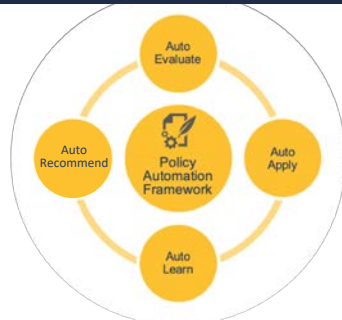 Auto
Evaluate
Auto
Recommend
Policy
Automation
Framework
Auto
Apply
Auto
Learn